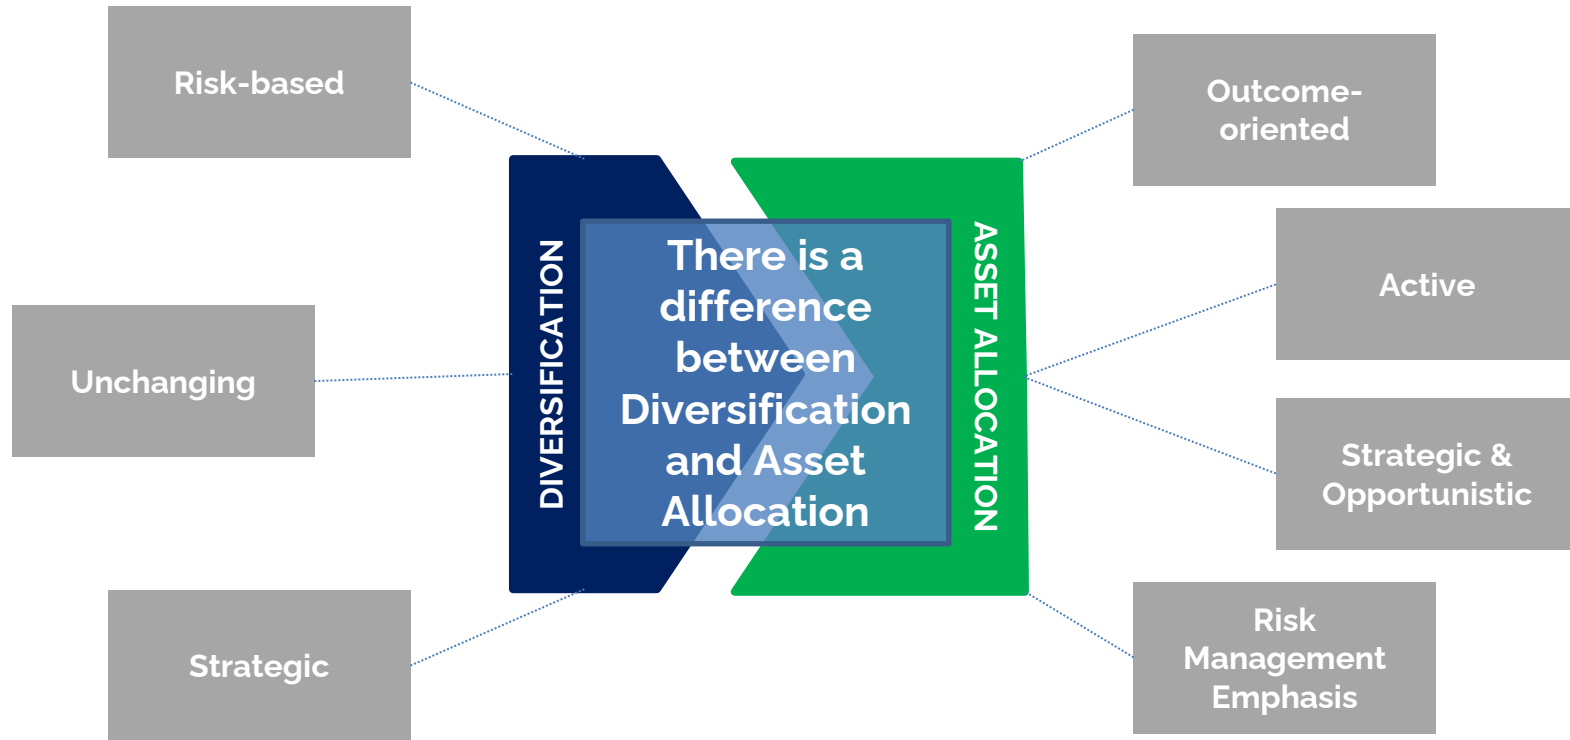 Risk-based
Unchanging
Strategic
DIVERSIFICATION
There is a
difference
between
Diversification
and Asset
Allocation
ASSET ALLOCATION
Outcome-
oriented
Active
Strategic &
Opportunistic
Risk
Management
Emphasis